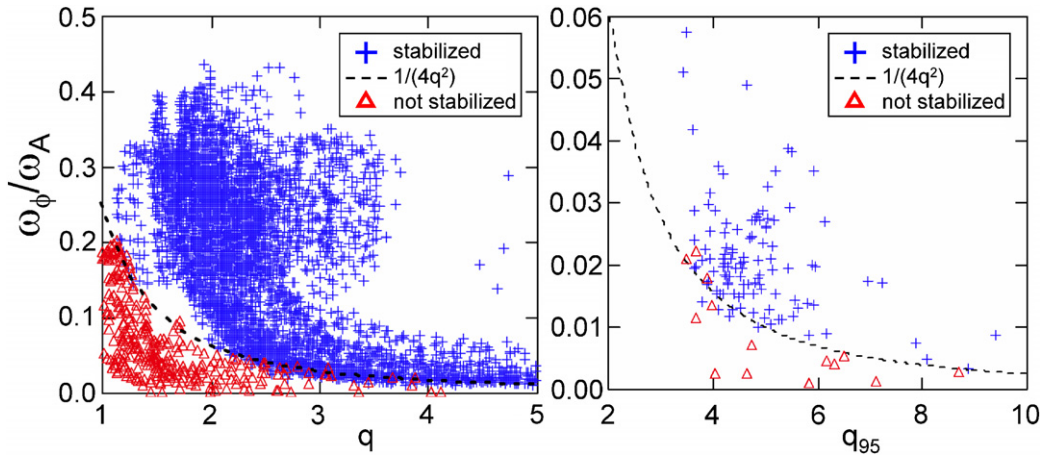 0.5
0.4
0.3
0.2
0.1
0.0
ωϕ/ωA
1 2 3 4 5
q
stabilized
1/(4q²)
not stabilized
0.06
0.05
0.04
0.03
0.02
0.01
0.00
2 4 6 8 10
q95
stabilized
1/(4q²)
not stabilized